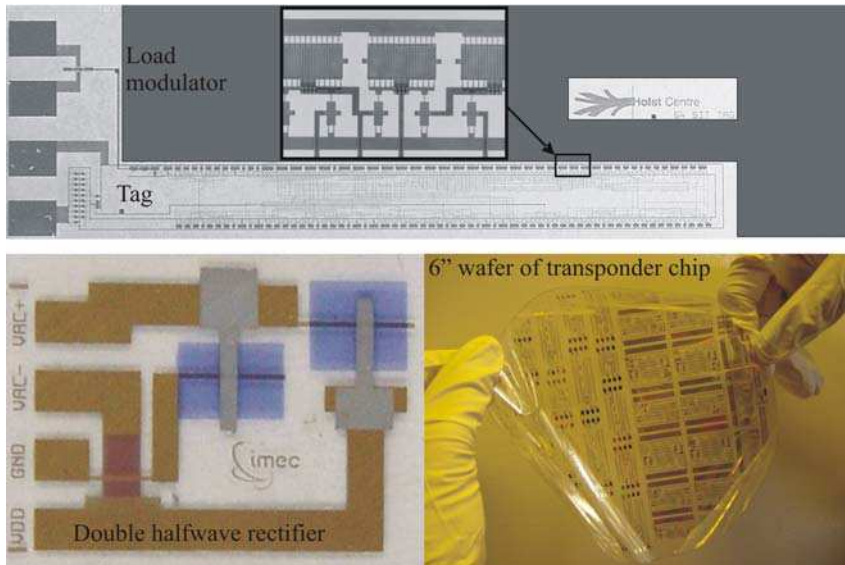 Load
modulator
Holst Centre
Tag
VAC+
VAC-
GND
VDD
imec
Double halfwave rectifier
6” wafer of transponder chip